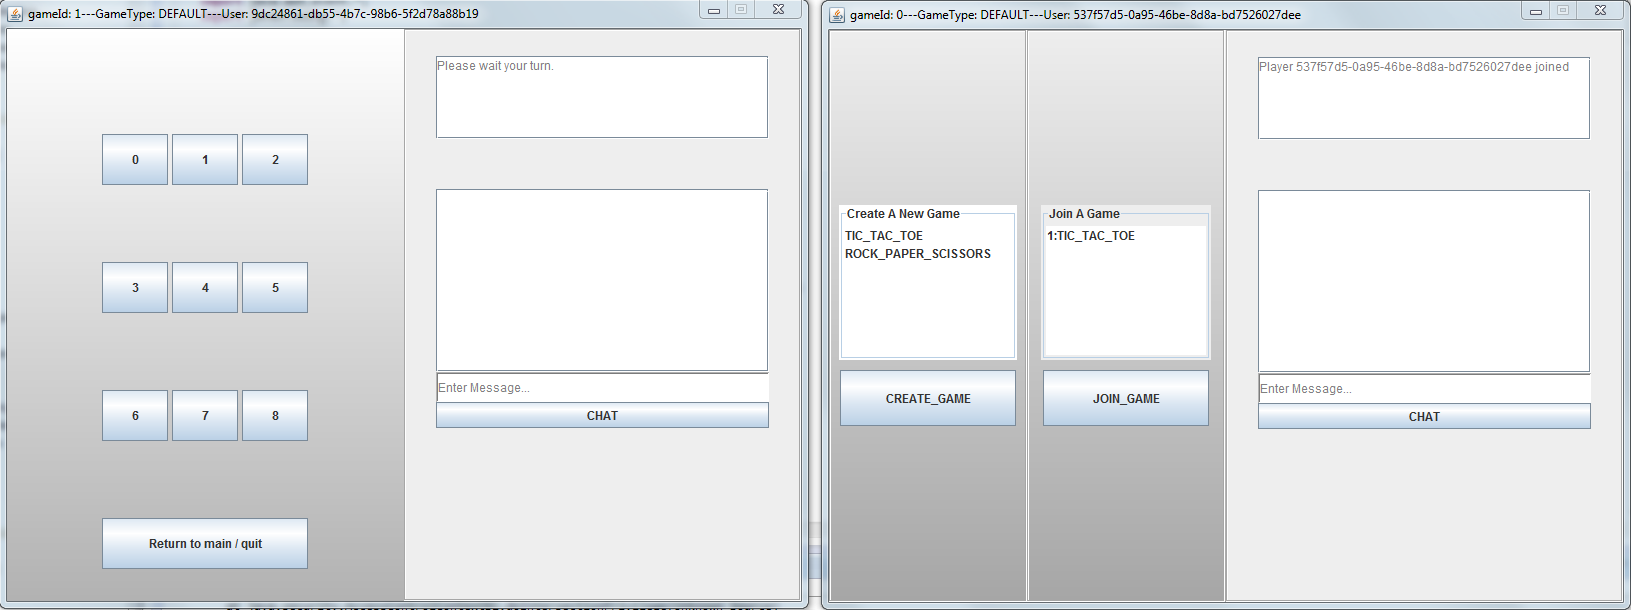 gameId: 1---GameType: DEFAULT---User: 9dc24861-db55-4b7c-98b6-5f2d78a88b19
Please wait your turn.
0 1 2
3 4 5
6 7 8
Return to main / quit
Enter Message...
CHAT
gameId: 0---GameType: DEFAULT---User: 537f57d5-0a95-46be-8d8a-bd7526027dee
Create A New Game
TIC_TAC_TOE
ROCK_PAPER_SCISSORS
CREATE_GAME
Join A Game
1:TIC_TAC_TOE
JOIN_GAME
Player 537f57d5-0a95-46be-8d8a-bd7526027dee joined
Enter Message...
CHAT